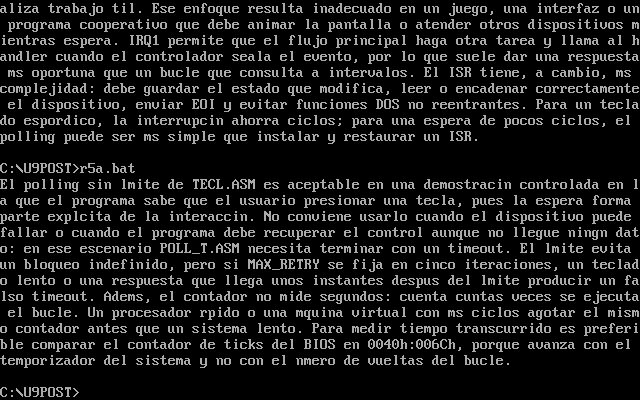 aliza trabajo til. Ese enfoque resulta inadecuado en un juego, una interfaz o un
 programa cooperativo que debe animar la pantalla o atender otros dispositivos m
ientras espera. IRQ1 permite que el flujo principal haga otra tarea y llama al h
andler cuando el controlador seala el evento, por lo que suele dar una respuesta
 ms oportuna que un bucle que consulta a intervalos. El ISR tiene, a cambio, ms
complejidad: debe guardar el estado que modifica, leer o encadenar correctamente
 el dispositivo, enviar EOI y evitar funciones DOS no reentrantes. Para un tecla
do espordico, la interrupcin ahorra ciclos; para una espera de pocos ciclos, el
polling puede ser ms simple que instalar y restaurar un ISR.
C:\U9POST>r5a.bat
El polling sin lmite de TECL.ASM es aceptable en una demostracin controlada en l
a que el programa sabe que el usuario presionar una tecla, pues la espera forma
parte explcita de la interaccin. No conviene usarlo cuando el dispositivo puede
fallar o cuando el programa debe recuperar el control aunque no llegue ningn dat
o: en ese escenario POLL_T.ASM necesita terminar con un timeout. El lmite evita
un bloqueo indefinido, pero si MAX_RETRY se fija en cinco iteraciones, un teclad
o lento o una respuesta que llega unos instantes despus del lmite producir un fa
lso timeout. Adems, el contador no mide segundos: cuenta cuntas veces se ejecuta
 el bucle. Un procesador rpido o una mquina virtual con ms ciclos agotar el mism
o contador antes que un sistema lento. Para medir tiempo transcurrido es preferi
ble comparar el contador de ticks del BIOS en 0040h:006Ch, porque avanza con el
temporizador del sistema y no con el nmero de vueltas del bucle.
C:\U9POST>